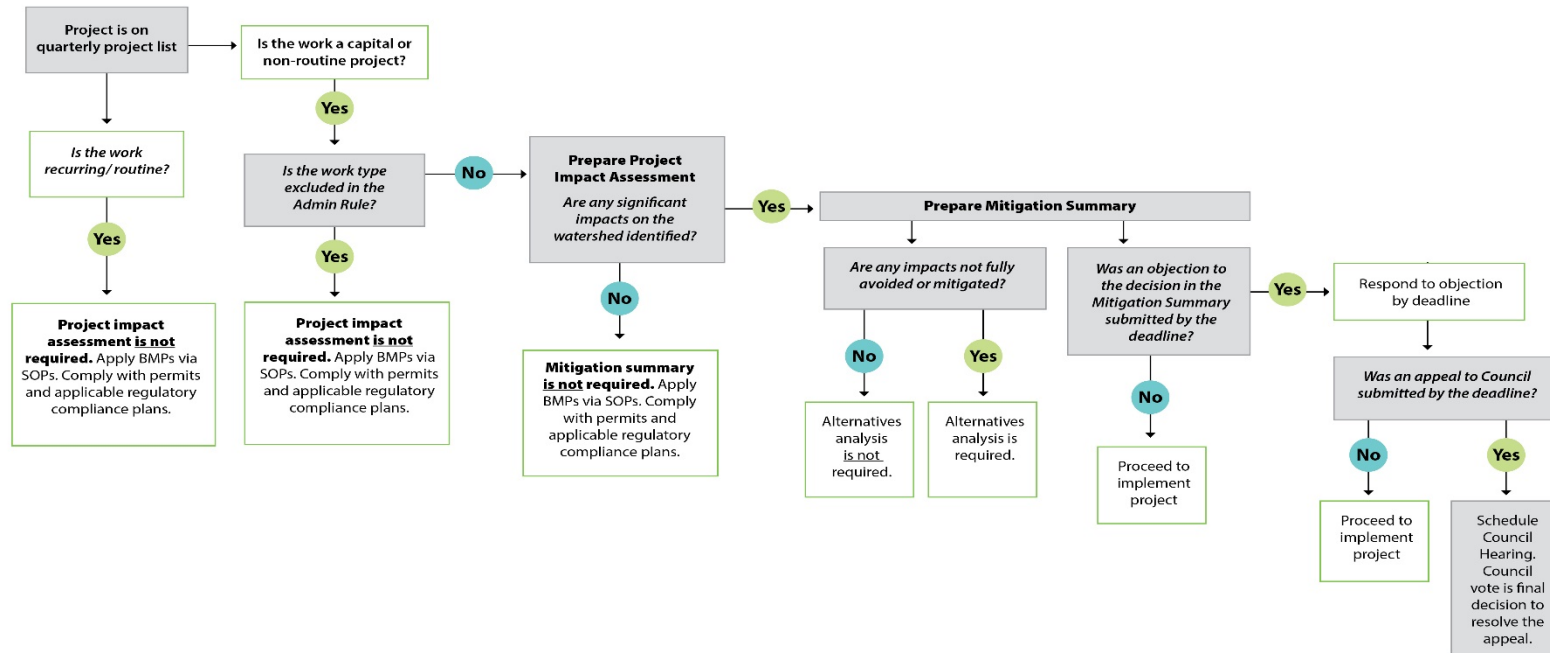 Project is on
quarterly project list
Is the work a capital or
non-routine project?
Yes
Is the work
recurring/ routine?
Yes
Project impact
assessment is not
required. Apply BMPs via
SOPs. Comply with permits
and applicable regulatory
compliance plans.
Is the work type
excluded in the
Admin Rule?
Yes
Project impact
assessment is not
required. Apply BMPs via
SOPs. Comply with permits
and applicable regulatory
compliance plans.
No
Prepare Project
Impact Assessment
Are any significant
impacts on the
watershed identified?
No
Mitigation summary
is not required. Apply
BMPs via SOPs. Comply
with permits and
applicable regulatory
compliance plans.
Yes
Prepare Mitigation Summary
Are any impacts not fully
avoided or mitigated?
No
Alternatives
analysis
is not
required.
Yes
Alternatives
analysis is
required.
Was an objection to
the decision in the
Mitigation Summary
submitted by the
deadline?
No
Proceed to
implement
project
Yes
Respond to objection
by deadline
Was an appeal to Council
submitted by the deadline?
No
Proceed to
implement
project
Yes
Schedule
Council
Hearing.
Council
vote is final
decision to
resolve the
appeal.